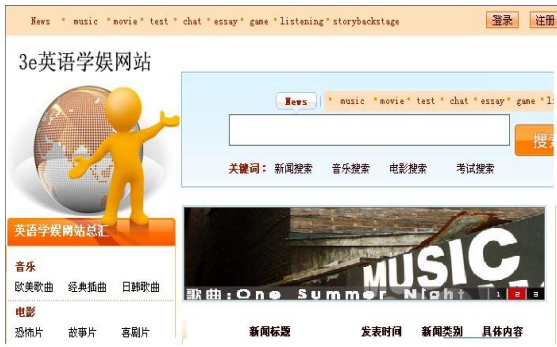 News * music * movie * test * chat * essay * game * listening * storybackstage
登录 注册
3e英语学娱网站
News * music * movie * test * chat * essay * game
搜
关键词： 新闻搜索 音乐搜索 电影搜索 考试搜索
英语学娱网站总汇
音乐
欧美歌曲 经典插曲 日韩歌曲
电影
恐怖片 故事片 喜剧片
MUSIC
歌曲:One Summer Night 1 2 3
新闻标题 发表时间 新闻类别 具体内容